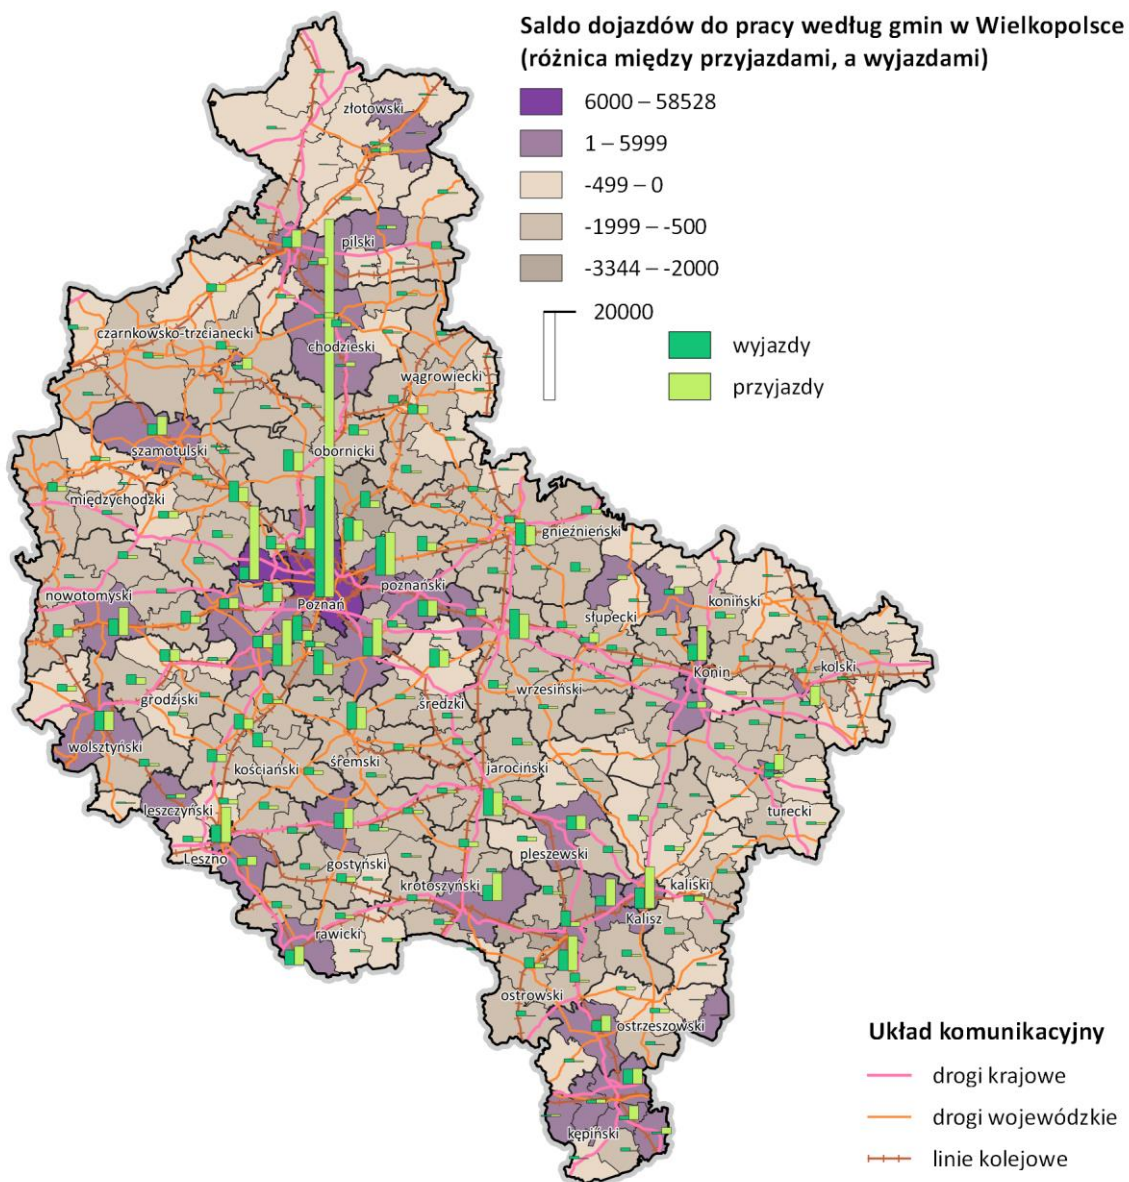 Saldo dojazdów do pracy według gmin w Wielkopolsce
(różnica między przyjazdami, a wyjazdami)
6000 – 58528
1 – 5999
-499 – 0
-1999 – -500
-3344 – -2000
20000
wyjazdy
przyjazdy
złotowski
pilski
czarnkowsko-trzcianecki
chodzieski
wągrowiecki
szamotulski
obornicki
międzychodzki
gnieźnieński
nowotomyski
poznański
Poznań
słupecki
koniński
Konin
kolski
grodziski
średzki
wrzesiński
wolsztyński
kościański
śremski
jarociński
leszczyński
turecki
Leszno
gostyński
pleszewski
krotoszyński
kaliski
Kalisz
rawicki
ostrowski
ostrzeszowski
kępiński
Układ komunikacyjny
drogi krajowe
drogi wojewódzkie
linie kolejowe